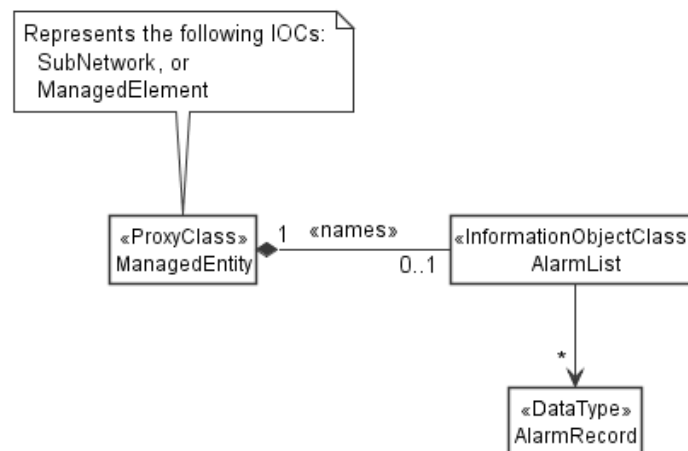 Represents the following IOCs:
SubNetwork, or
ManagedElement
«ProxyClass»
ManagedEntity
1
«names»
0..1
«InformationObjectClass
AlarmList
*
«DataType»
AlarmRecord